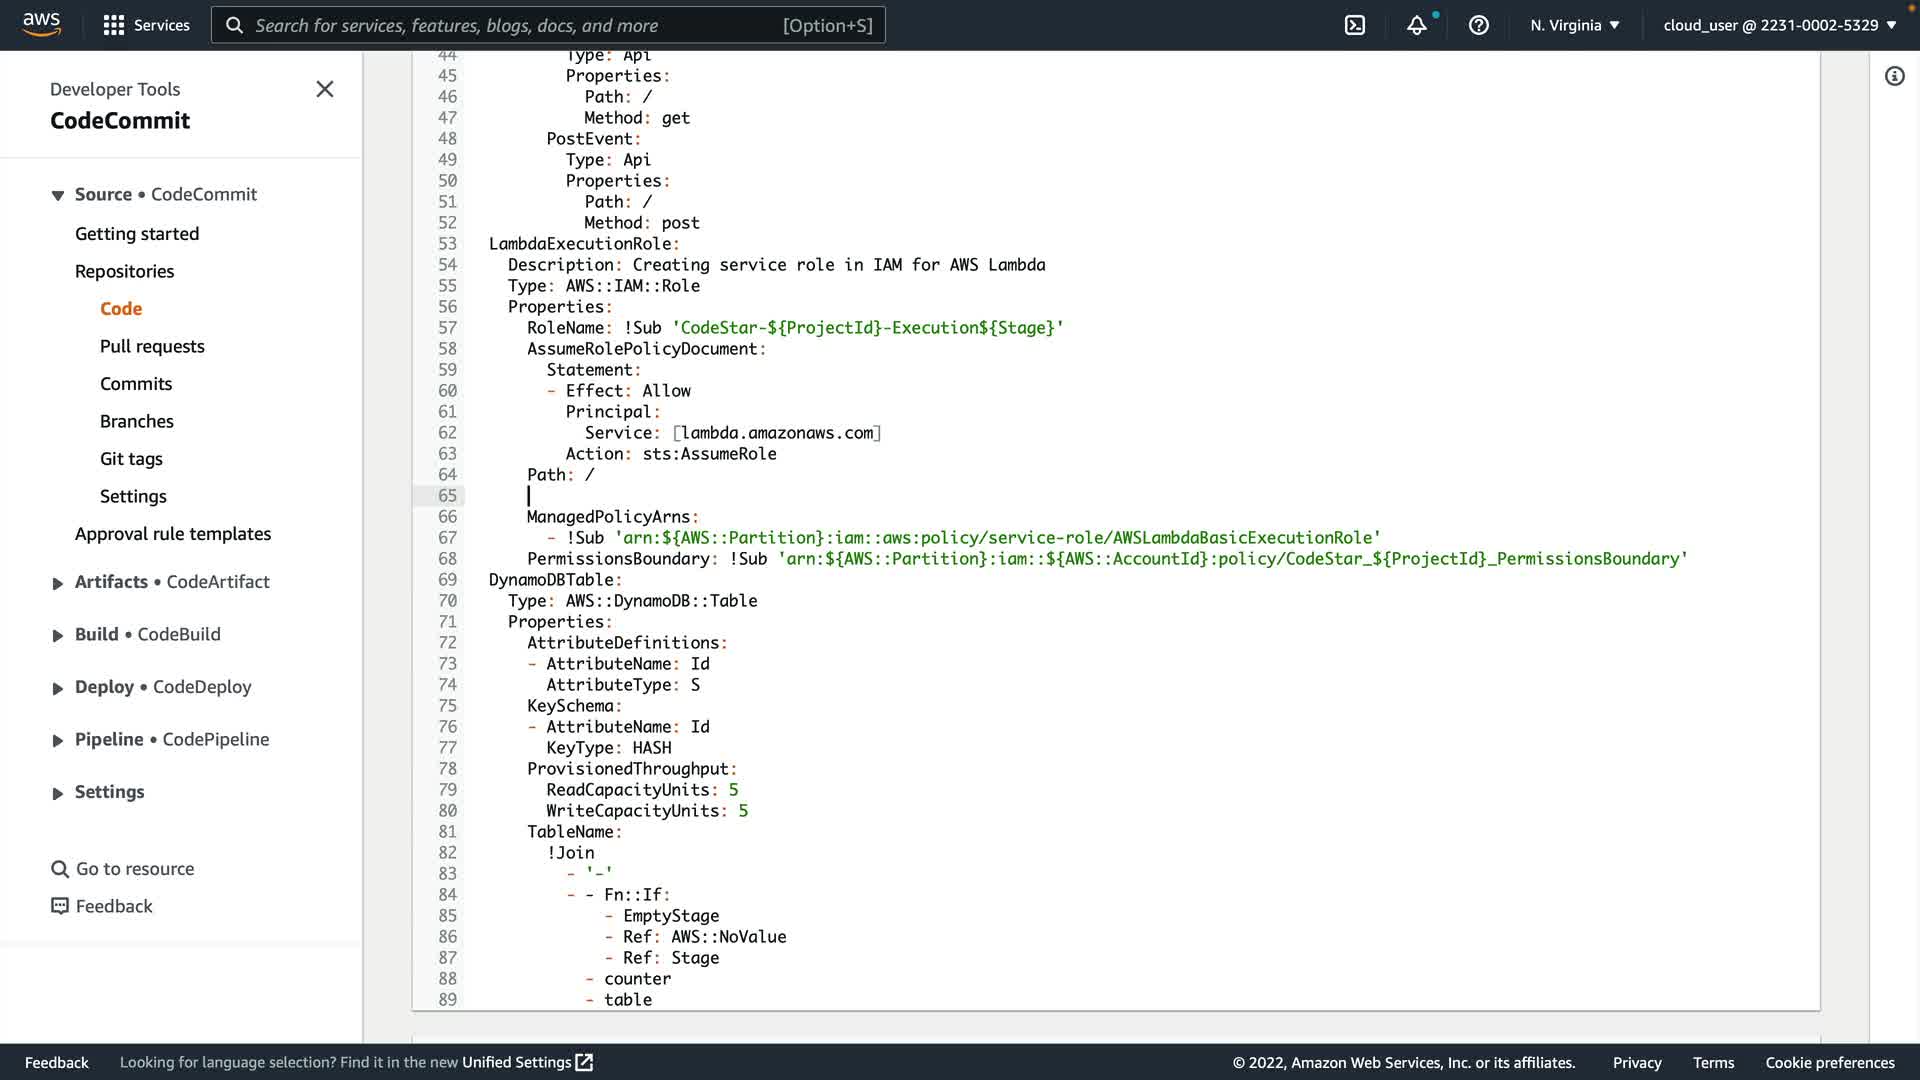 aws
Services
Search for services, features, blogs, docs, and more [Option+S]
N. Virginia ▼
cloud_user @ 2231-0002-5329 ▼
Developer Tools
CodeCommit
Source • CodeCommit
Getting started
Repositories
Code
Pull requests
Commits
Branches
Git tags
Settings
Approval rule templates
Artifacts • CodeArtifact
Build • CodeBuild
Deploy • CodeDeploy
Pipeline • CodePipeline
Settings
Go to resource
Feedback
44 Type: Api
45 Properties:
46 Path: /
47 Method: get
48 PostEvent:
49 Type: Api
50 Properties:
51 Path: /
52 Method: post
53 LambdaExecutionRole:
54 Description: Creating service role in IAM for AWS Lambda
55 Type: AWS::IAM::Role
56 Properties:
57 RoleName: !Sub 'CodeStar-${ProjectId}-Execution${Stage}'
58 AssumeRolePolicyDocument:
59 Statement:
60 - Effect: Allow
61 Principal:
62 Service: [lambda.amazonaws.com]
63 Action: sts:AssumeRole
64 Path: /
65
66 ManagedPolicyArns:
67 - !Sub 'arn:${AWS::Partition}:iam::aws:policy/service-role/AWSLambdaBasicExecutionRole'
68 PermissionsBoundary: !Sub 'arn:${AWS::Partition}:iam::${AWS::AccountId}:policy/CodeStar_${ProjectId}_PermissionsBoundary'
69 DynamoDBTable:
70 Type: AWS::DynamoDB::Table
71 Properties:
72 AttributeDefinitions:
73 - AttributeName: Id
74 AttributeType: S
75 KeySchema:
76 - AttributeName: Id
77 KeyType: HASH
78 ProvisionedThroughput:
79 ReadCapacityUnits: 5
80 WriteCapacityUnits: 5
81 TableName:
82 !Join
83 - '-'
84 - - Fn::If:
85 - EmptyStage
86 - Ref: AWS::NoValue
87 - Ref: Stage
88 - counter
89 - table
Feedback
Looking for language selection? Find it in the new Unified Settings
© 2022, Amazon Web Services, Inc. or its affiliates.
Privacy
Terms
Cookie preferences